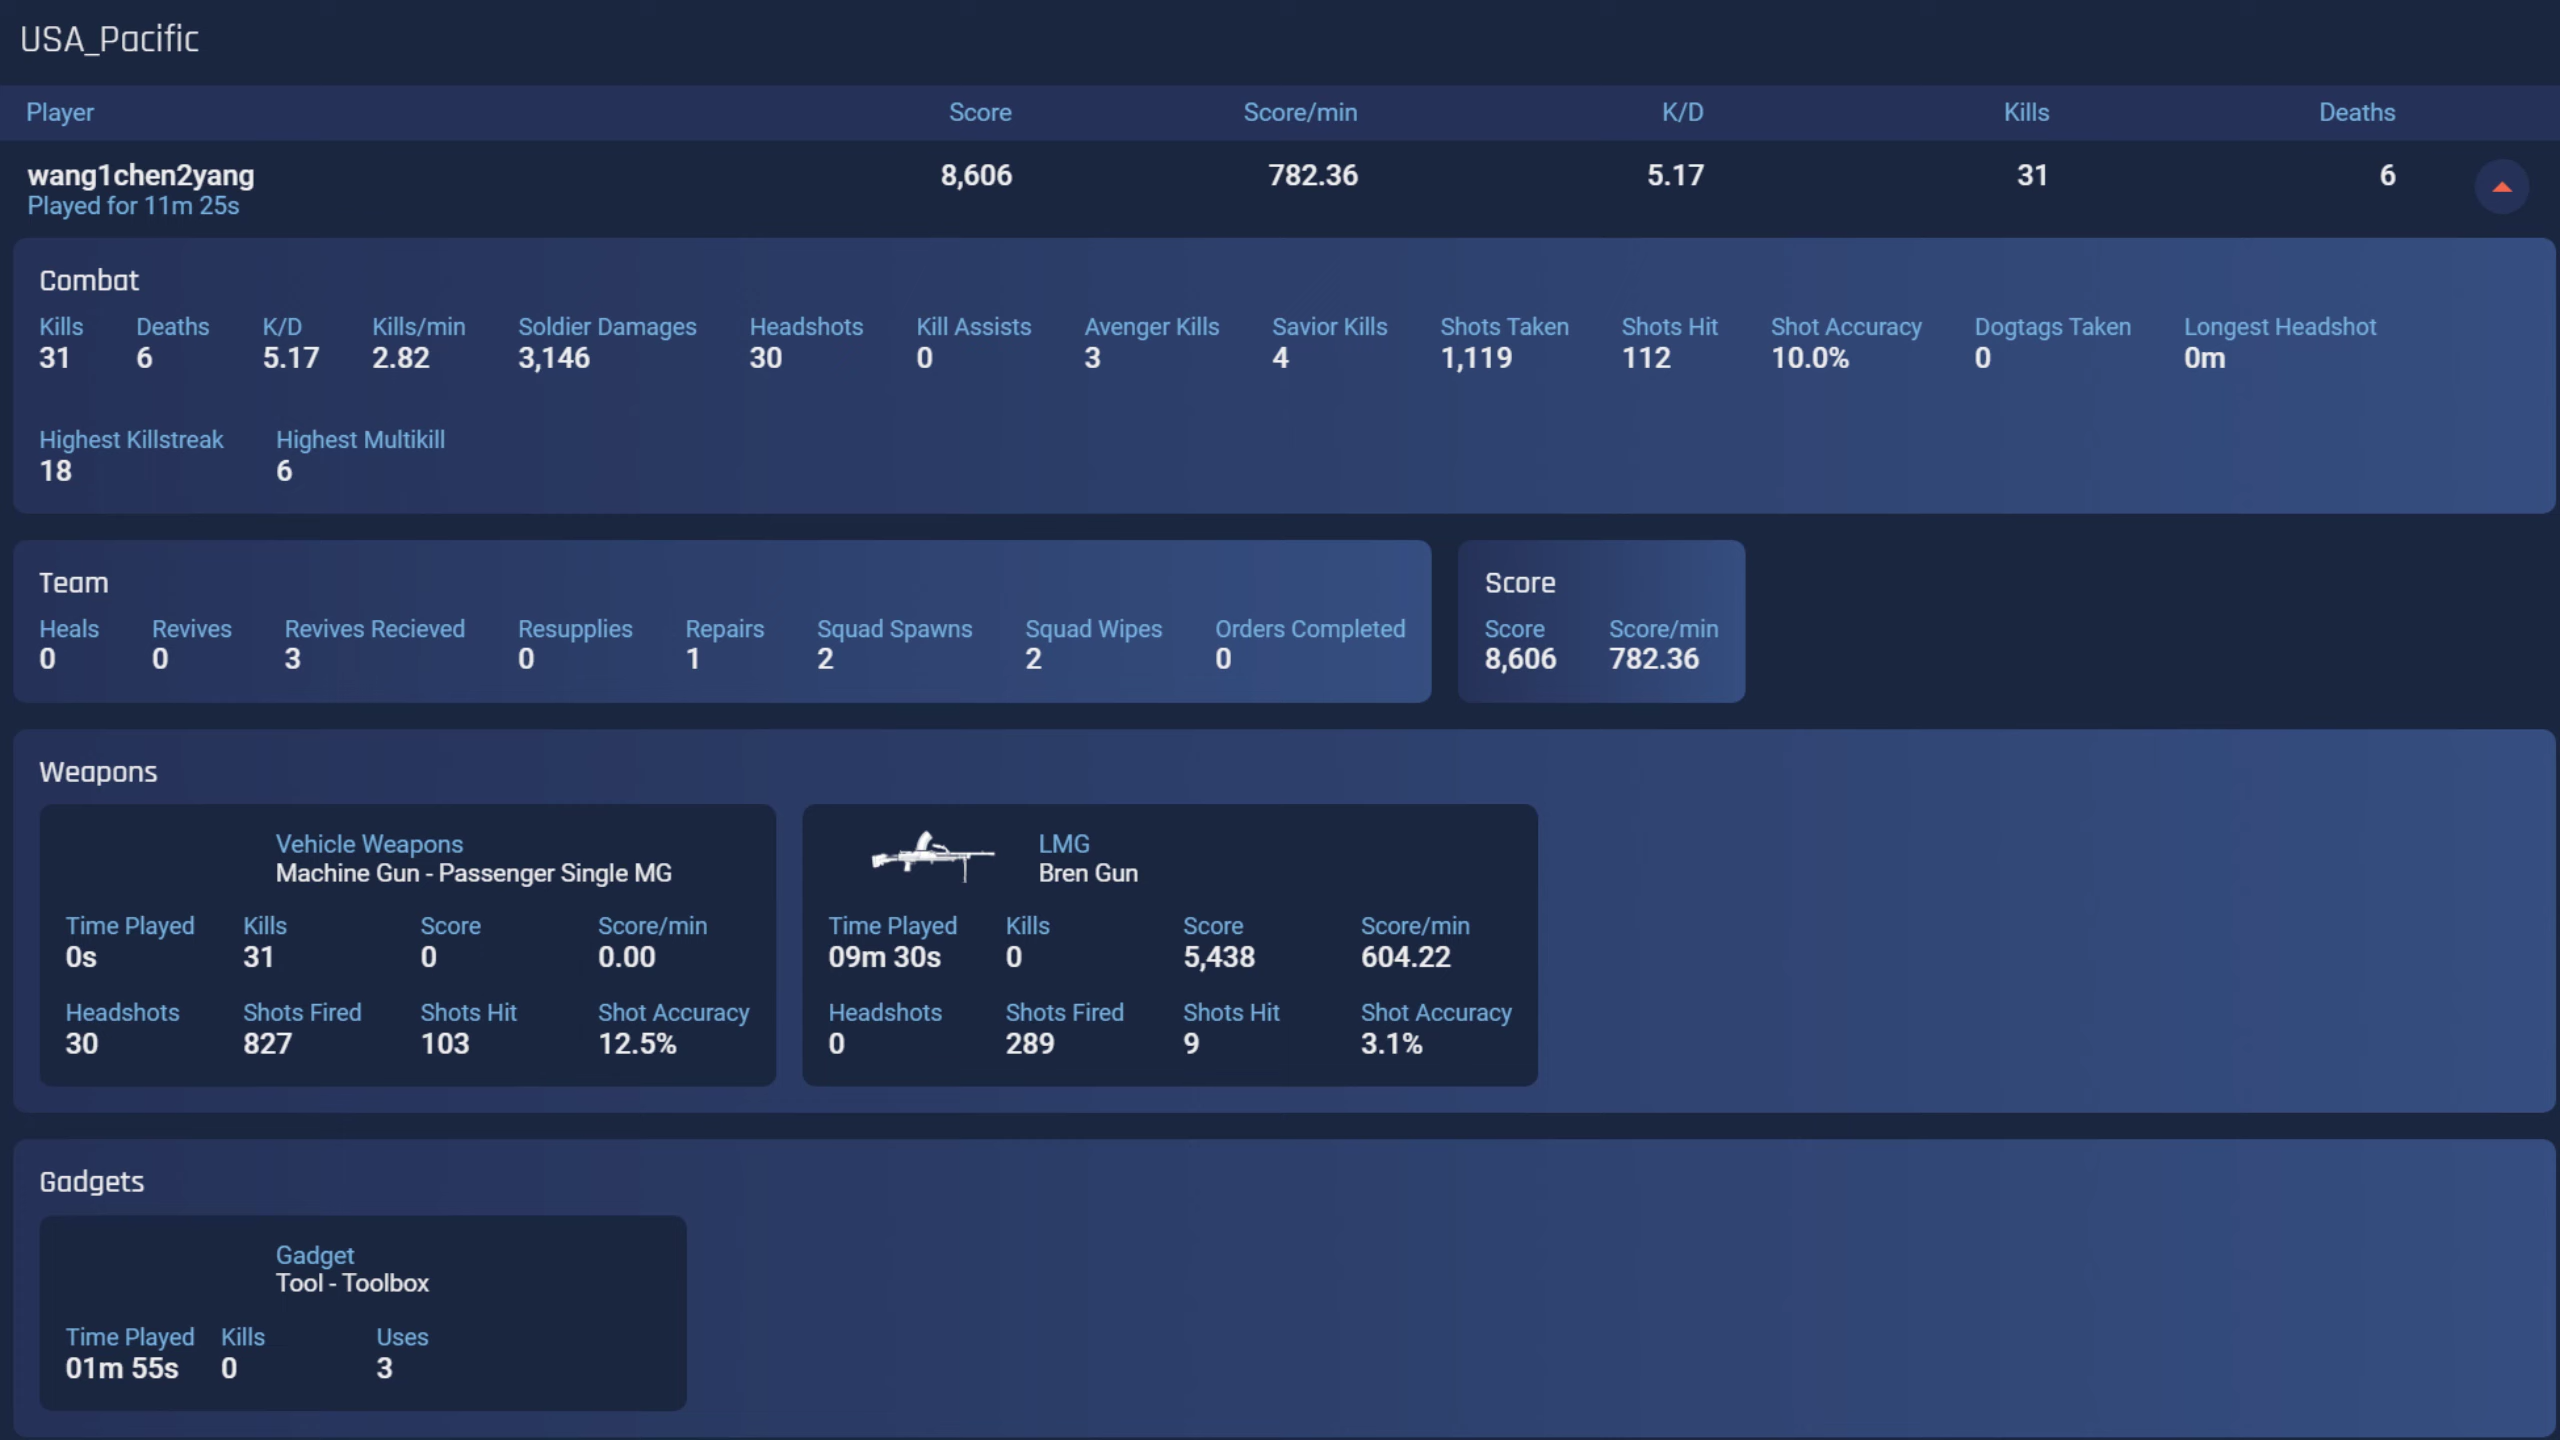 USA_Pacific
Player Score Score/min K/D Kills Deaths
wang1chen2yang 8,606 782.36 5.17 31 6
Played for 11m 25s
Combat
Kills Deaths K/D Kills/min Soldier Damages Headshots Kill Assists Avenger Kills Savior Kills Shots Taken Shots Hit Shot Accuracy Dogtags Taken Longest Headshot
31 6 5.17 2.82 3,146 30 0 3 4 1,119 112 10.0% 0 0m
Highest Killstreak Highest Multikill
18 6
Team
Heals Revives Revives Recieved Resupplies Repairs Squad Spawns Squad Wipes Orders Completed
0 0 3 0 1 2 2 0
Score
Score Score/min
8,606 782.36
Weapons
Vehicle Weapons
Machine Gun - Passenger Single MG
Time Played Kills Score Score/min
0s 31 0 0.00
Headshots Shots Fired Shots Hit Shot Accuracy
30 827 103 12.5%
LMG
Bren Gun
Time Played Kills Score Score/min
09m 30s 0 5,438 604.22
Headshots Shots Fired Shots Hit Shot Accuracy
0 289 9 3.1%
Gadgets
Gadget
Tool - Toolbox
Time Played Kills Uses
01m 55s 0 3